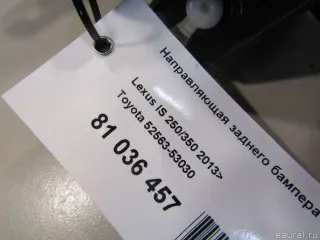 Направляющая заднего бампера
Lexus IS 250/350 2013>
Toyota 52563-53030
81 036 457
eaural.ru